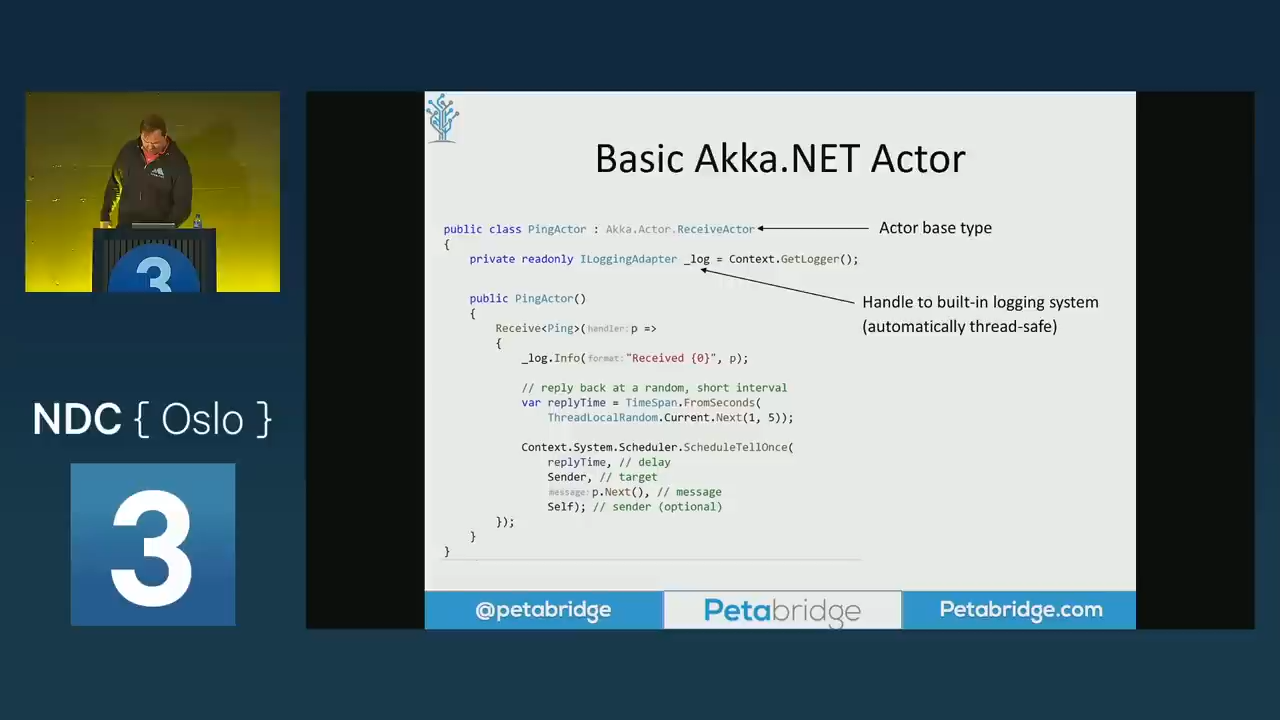 Basic Akka.NET Actor
public class PingActor : Akka.Actor.ReceiveActor
Actor base type
{
private readonly ILoggingAdapter _log = Context.GetLogger();
Handle to built-in logging system
(automatically thread-safe)
public PingActor()
{
Receive<Ping>(handler: p =>
{
_log.Info(format: "Received {0}", p);
// reply back at a random, short interval
var replyTime = TimeSpan.FromSeconds(
ThreadLocalRandom.Current.Next(1, 5));
Context.System.Scheduler.ScheduleTellOnce(
replyTime, // delay
Sender, // target
message: p.Next(), // message
Self); // sender (optional)
});
}
}
@petabridge
Petabridge
Petabridge.com
3
NDC { Oslo }
3